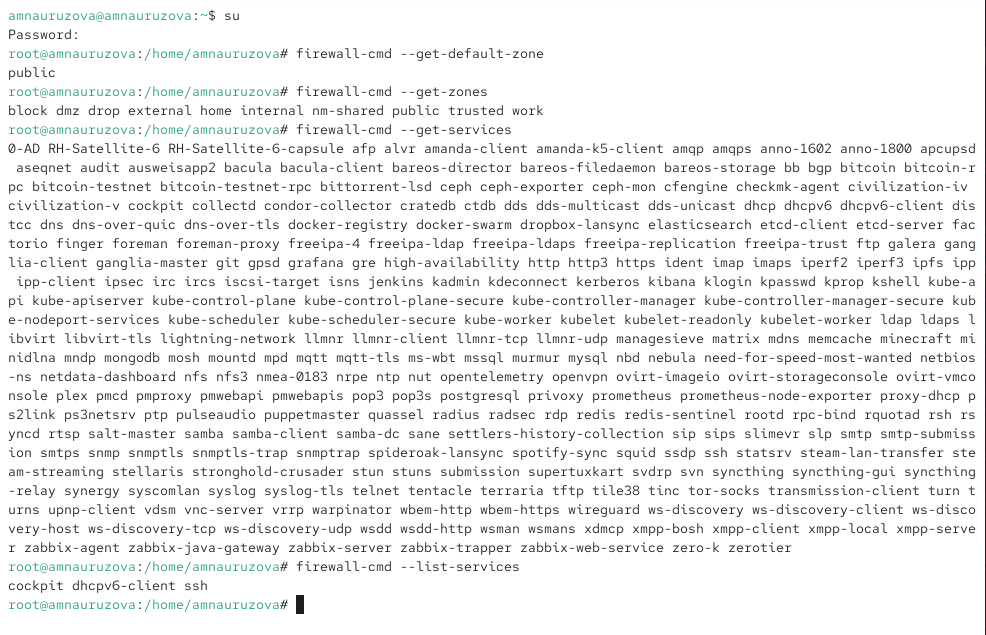 amnauruzova@amnauruzova:~$ su
Password:
root@amnauruzova:/home/amnauruzova# firewall-cmd --get-default-zone
public
root@amnauruzova:/home/amnauruzova# firewall-cmd --get-zones
block dmz drop external home internal nm-shared public trusted work
root@amnauruzova:/home/amnauruzova# firewall-cmd --get-services
0-AD RH-Satellite-6 RH-Satellite-6-capsule afp alvr amanda-client amanda-k5-client amqp amqps anno-1602 anno-1800 apcupsd
 aseqnet audit ausweisapp2 bacula bacula-client bareos-director bareos-filedaemon bareos-storage bb bgp bitcoin bitcoin-r
pc bitcoin-testnet bitcoin-testnet-rpc bittorrent-lsd ceph ceph-exporter ceph-mon cfengine checkmk-agent civilization-iv
civilization-v cockpit collectd condor-collector cratedb ctdb dds dds-multicast dds-unicast dhcp dhcpv6 dhcpv6-client dis
tcc dns dns-over-quic dns-over-tls docker-registry docker-swarm dropbox-lansync elasticsearch etcd-client etcd-server fac
torio finger foreman foreman-proxy freeipa-4 freeipa-ldap freeipa-ldaps freeipa-replication freeipa-trust ftp galera gang
lia-client ganglia-master git gpsd grafana gre high-availability http http3 https ident imap imaps iperf2 iperf3 ipfs ipp
 ipp-client ipsec irc ircs iscsi-target isns jenkins kadmin kdeconnect kerberos kibana klogin kpasswd kprop kshell kube-a
pi kube-apiserver kube-control-plane kube-control-plane-secure kube-controller-manager kube-controller-manager-secure kub
e-nodeport-services kube-scheduler kube-scheduler-secure kube-worker kubelet kubelet-readonly kubelet-worker ldap ldaps l
ibvirt libvirt-tls lightning-network llmnr llmnr-client llmnr-tcp llmnr-udp managesieve matrix mdns memcache minecraft mi
nidlna mndp mongodb mosh mountd mpd mqtt mqtt-tls ms-wbt mssql murmur mysql nbd nebula need-for-speed-most-wanted netbios
-ns netdata-dashboard nfs nfs3 nmea-0183 nrpe ntp nut opentelemetry openvpn ovirt-imageio ovirt-storageconsole ovirt-vmco
nsole plex pmcd pmproxy pmwebapi pmwebapis pop3 pop3s postgresql privoxy prometheus prometheus-node-exporter proxy-dhcp p
s2link ps3netsrv ptp pulseaudio puppetmaster quassel radius radsec rdp redis redis-sentinel rootd rpc-bind rquotad rsh rs
yncd rtsp salt-master samba samba-client samba-dc sane settlers-history-collection sip sips slimevr slp smtp smtp-submiss
ion smtps snmp snmptls snmptls-trap snmptrap spideroak-lansync spotify-sync squid ssdp ssh statsrv steam-lan-transfer ste
am-streaming stellaris stronghold-crusader stun stuns submission supertuxkart svdrp svn syncthing syncthing-gui syncthing
-relay synergy syscomlan syslog syslog-tls telnet tentacle terraria tftp tile38 tinc tor-socks transmission-client turn t
urns upnp-client vdsm vnc-server vrrp warpinator wbem-http wbem-https wireguard ws-discovery ws-discovery-client ws-disco
very-host ws-discovery-tcp ws-discovery-udp wsdd wsdd-http wsman wsmans xdmcp xmpp-bosh xmpp-client xmpp-local xmpp-serve
r zabbix-agent zabbix-java-gateway zabbix-server zabbix-trapper zabbix-web-service zero-k zerotier
root@amnauruzova:/home/amnauruzova# firewall-cmd --list-services
cockpit dhcpv6-client ssh
root@amnauruzova:/home/amnauruzova#